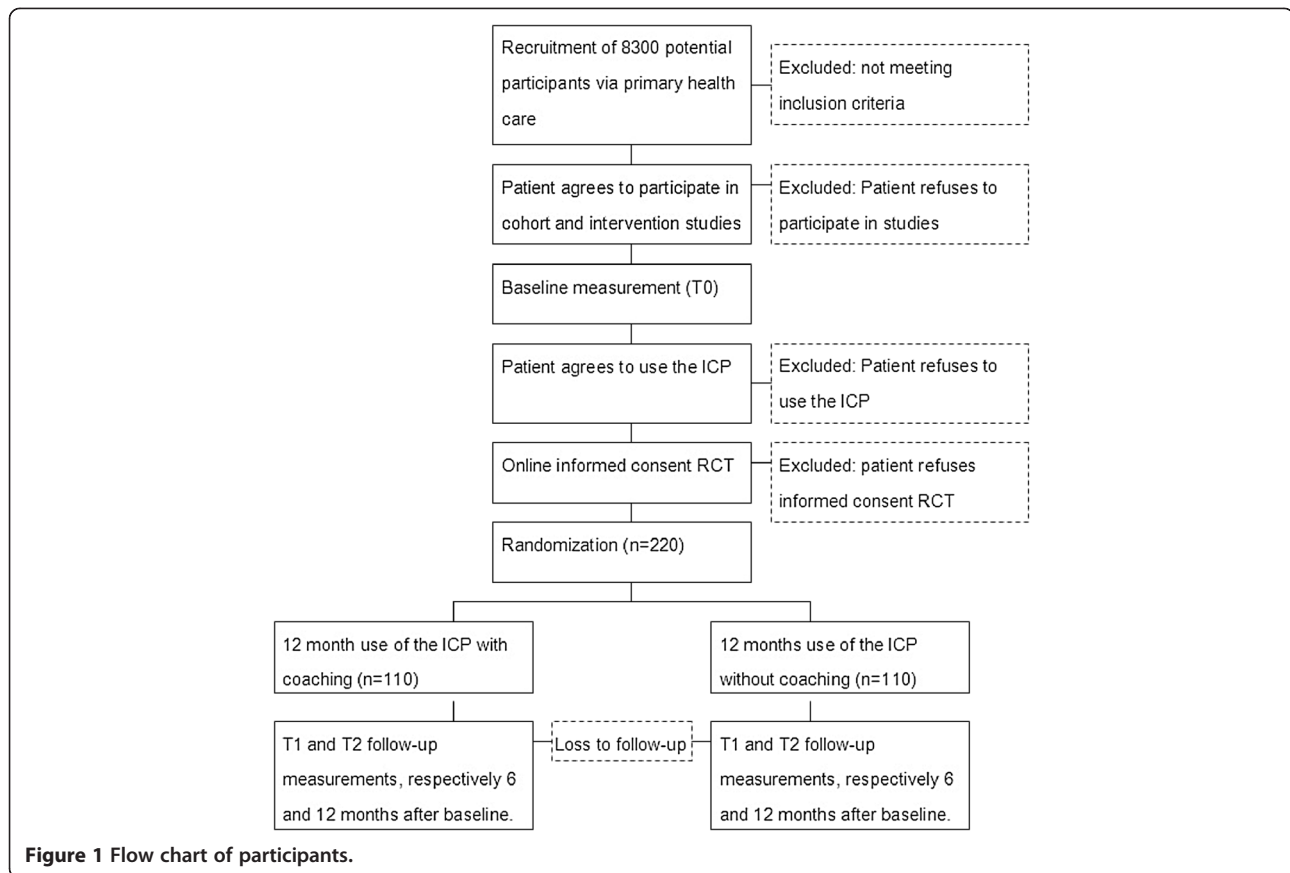 Recruitment of 8300 potential
participants via primary health
care
Excluded: not meeting
inclusion criteria
Patient agrees to participate in
cohort and intervention studies
Excluded: Patient refuses to
participate in studies
Baseline measurement (T0)
Patient agrees to use the ICP
Excluded: Patient refuses to
use the ICP
Online informed consent RCT
Excluded: patient refuses
informed consent RCT
Randomization (n=220)
12 month use of the ICP with
coaching (n=110)
12 months use of the ICP
without coaching (n=110)
T1 and T2 follow-up
measurements, respectively 6
and 12 months after baseline.
Loss to follow-up
T1 and T2 follow-up
measurements, respectively 6
and 12 months after baseline.
Figure 1 Flow chart of participants.